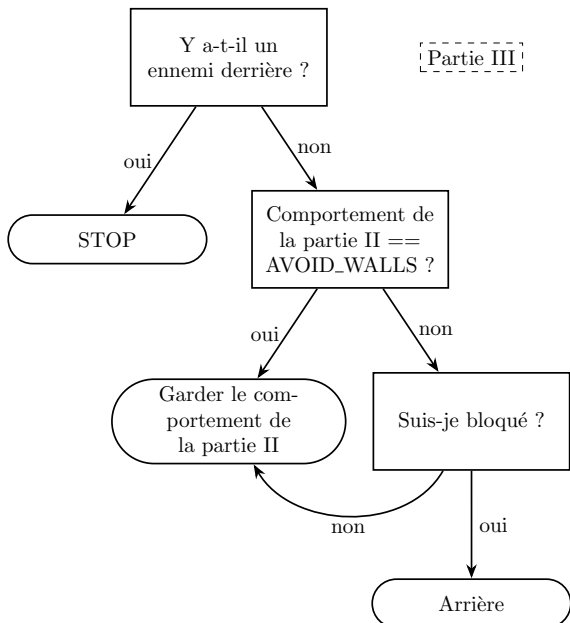 Y a-t-il un
ennemi derrière ?
Partie III
oui
non
STOP
Comportement de
la partie II ==
AVOID_WALLS ?
oui
non
Garder le com-
portement de
la partie II
Suis-je bloqué ?
non
oui
Arrière